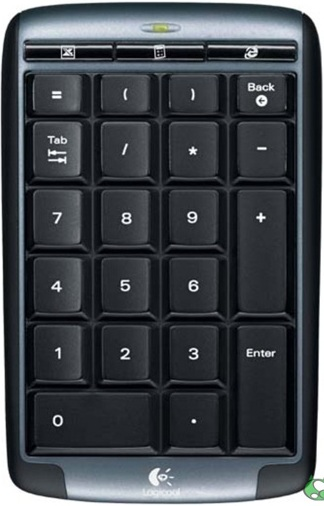 = ( ) Back
Tab / * -
7 8 9 +
4 5 6
1 2 3 Enter
0 .
Logicool